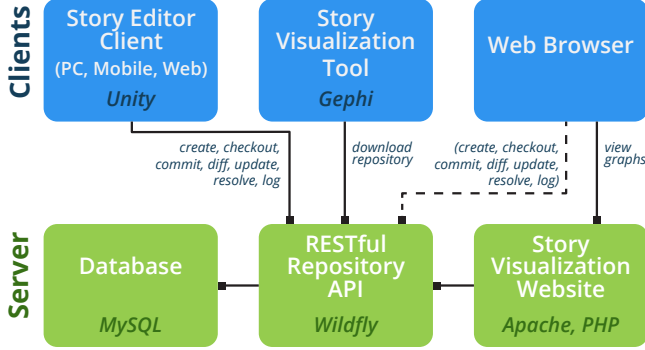 Clients
Story Editor
Client
(PC, Mobile, Web)
Unity
Story
Visualization
Tool
Gephi
Web Browser
create, checkout,
commit, diff, update,
resolve, log
download
repository
(create, checkout,
commit, diff, update,
resolve, log)
view
graphs
Server
Database
MySQL
RESTful
Repository
API
Wildfly
Story
Visualization
Website
Apache, PHP